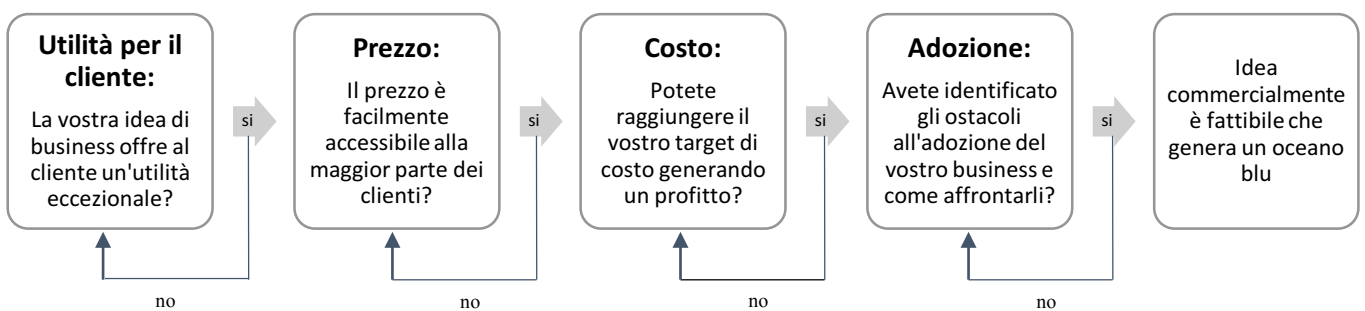 Utilità per il
cliente:
La vostra idea di
business offre al
cliente un'utilità
eccezionale?
si
no
Prezzo:
Il prezzo è
facilmente
accessibile alla
maggior parte dei
clienti?
si
no
Costo:
Potete
raggiungere il
vostro target di
costo generando
un profitto?
si
no
Adozione:
Avete identificato
gli ostacoli
all'adozione del
vostro business e
come affrontarli?
si
no
Idea
commercialmente
è fattibile che
genera un oceano
blu